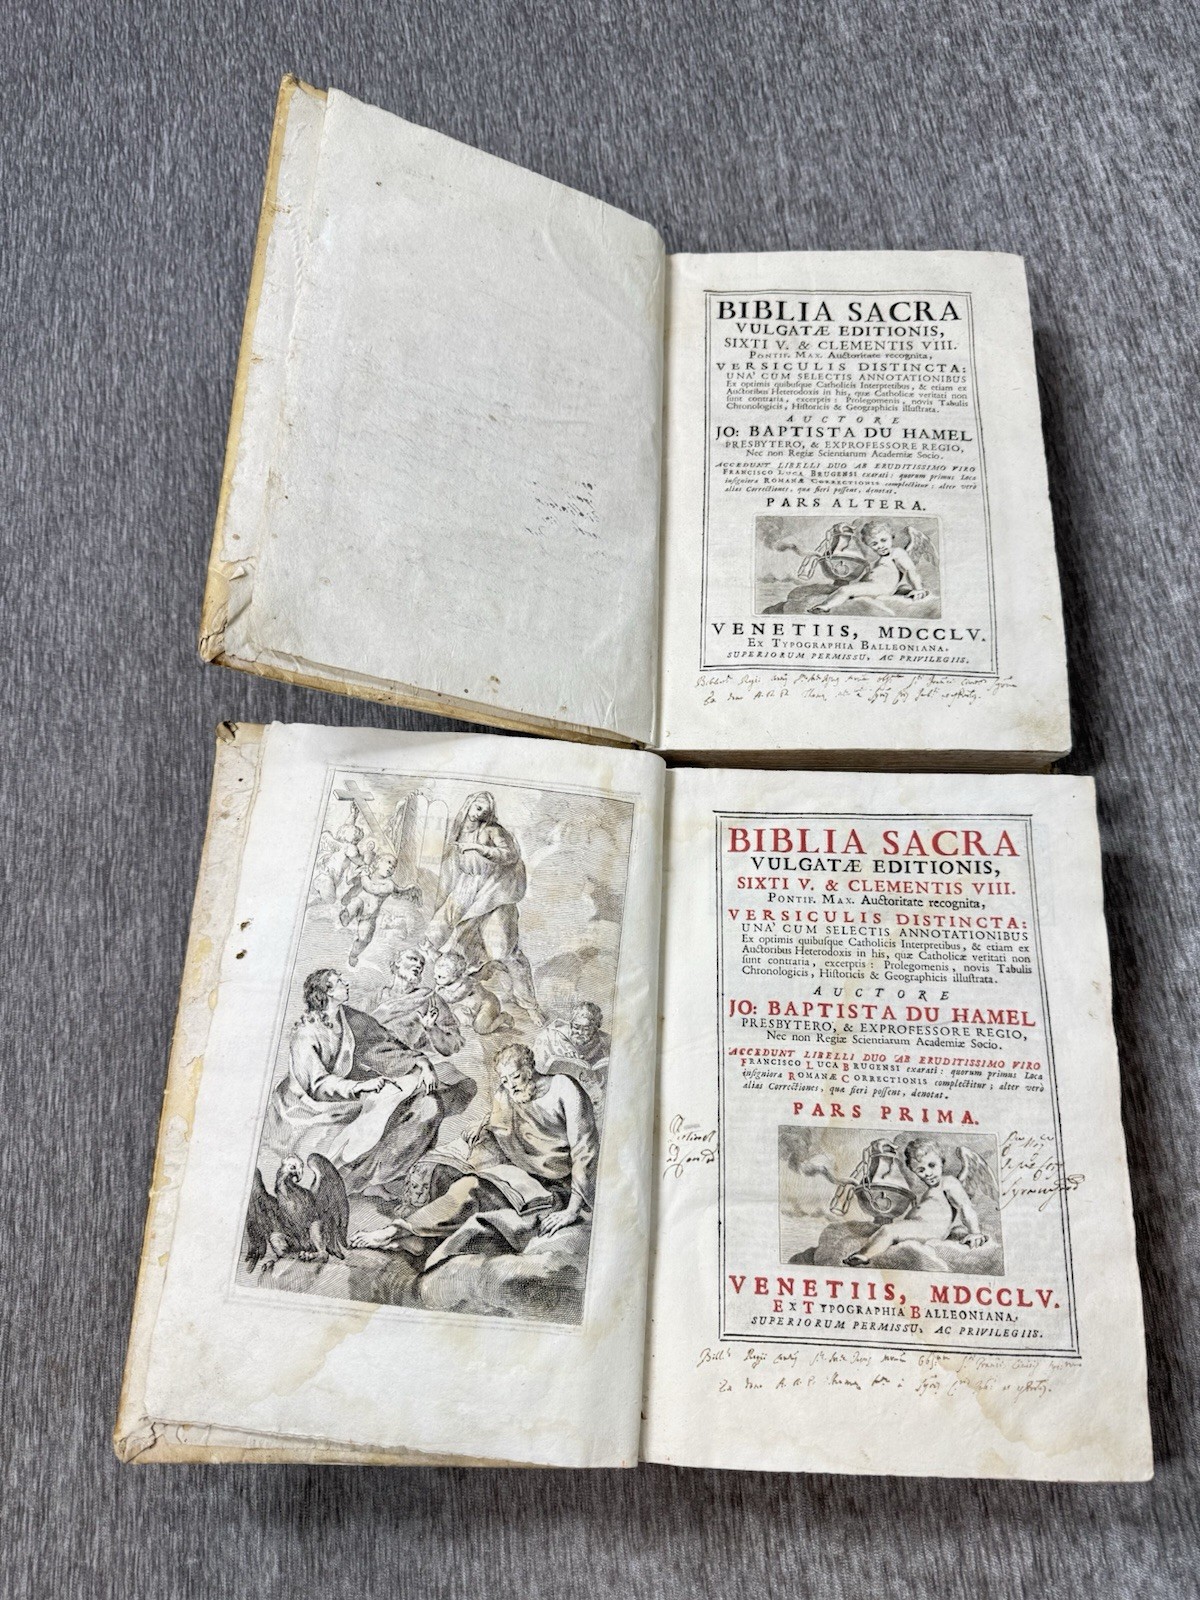 BIBLIA SACRA
VULGATÆ EDITIONIS,
SIXTI V. & CLEMENTIS VIII.
PONTIF. MAX. Auctoritate recognita,
VERSICULIS DISTINCTA:
UNA' CUM SELECTIS ANNOTATIONIBUS
Ex optimis quibusque Catholicis Interpretibus, & etiam ex
Auctoribus Heterodoxis in his, quæ Catholicæ veritati non
sunt contraria, excerptis: Prolegomenis, novis Tabulis
Chronologicis, Historicis & Geographicis illustrata.
AUCTORE
JO: BAPTISTA DU HAMEL
PRESBYTERO, & EXPROFESSORE REGIO,
Nec non Regiæ Scientiarum Academiæ Socio.
ACCEDUNT LIBELLI DUO AB ERUDITISSIMO VIRO
FRANCISCO LUCA BRUGENSI exarati: quorum primus Loca
insigniora ROMANÆ CORRECTIONIS complectitur; alter verò
alias Correctiones, quæ fieri possent, denotat.
PARS ALTERA.
VENETIIS, MDCCLV.
EX TYPOGRAPHIA BALLEONIANA,
SUPERIORUM PERMISSU, AC PRIVILEGIIS.
BIBLIA SACRA
VULGATÆ EDITIONIS,
SIXTI V. & CLEMENTIS VIII.
PONTIF. MAX. Auctoritate recognita,
VERSICULIS DISTINCTA:
UNA' CUM SELECTIS ANNOTATIONIBUS
Ex optimis quibusque Catholicis Interpretibus, & etiam ex
Auctoribus Heterodoxis in his, quæ Catholicæ veritati non
sunt contraria, excerptis: Prolegomenis, novis Tabulis
Chronologicis, Historicis & Geographicis illustrata.
AUCTORE
JO: BAPTISTA DU HAMEL
PRESBYTERO, & EXPROFESSORE REGIO,
Nec non Regiæ Scientiarum Academiæ Socio.
ACCEDUNT LIBELLI DUO AB ERUDITISSIMO VIRO
FRANCISCO LUCA BRUGENSI exarati: quorum primus Loca
insigniora ROMANÆ CORRECTIONIS complectitur; alter verò
alias Correctiones, quæ fieri possent, denotat.
PARS PRIMA.
VENETIIS, MDCCLV.
EX TYPOGRAPHIA BALLEONIANA,
SUPERIORUM PERMISSU, AC PRIVILEGIIS.